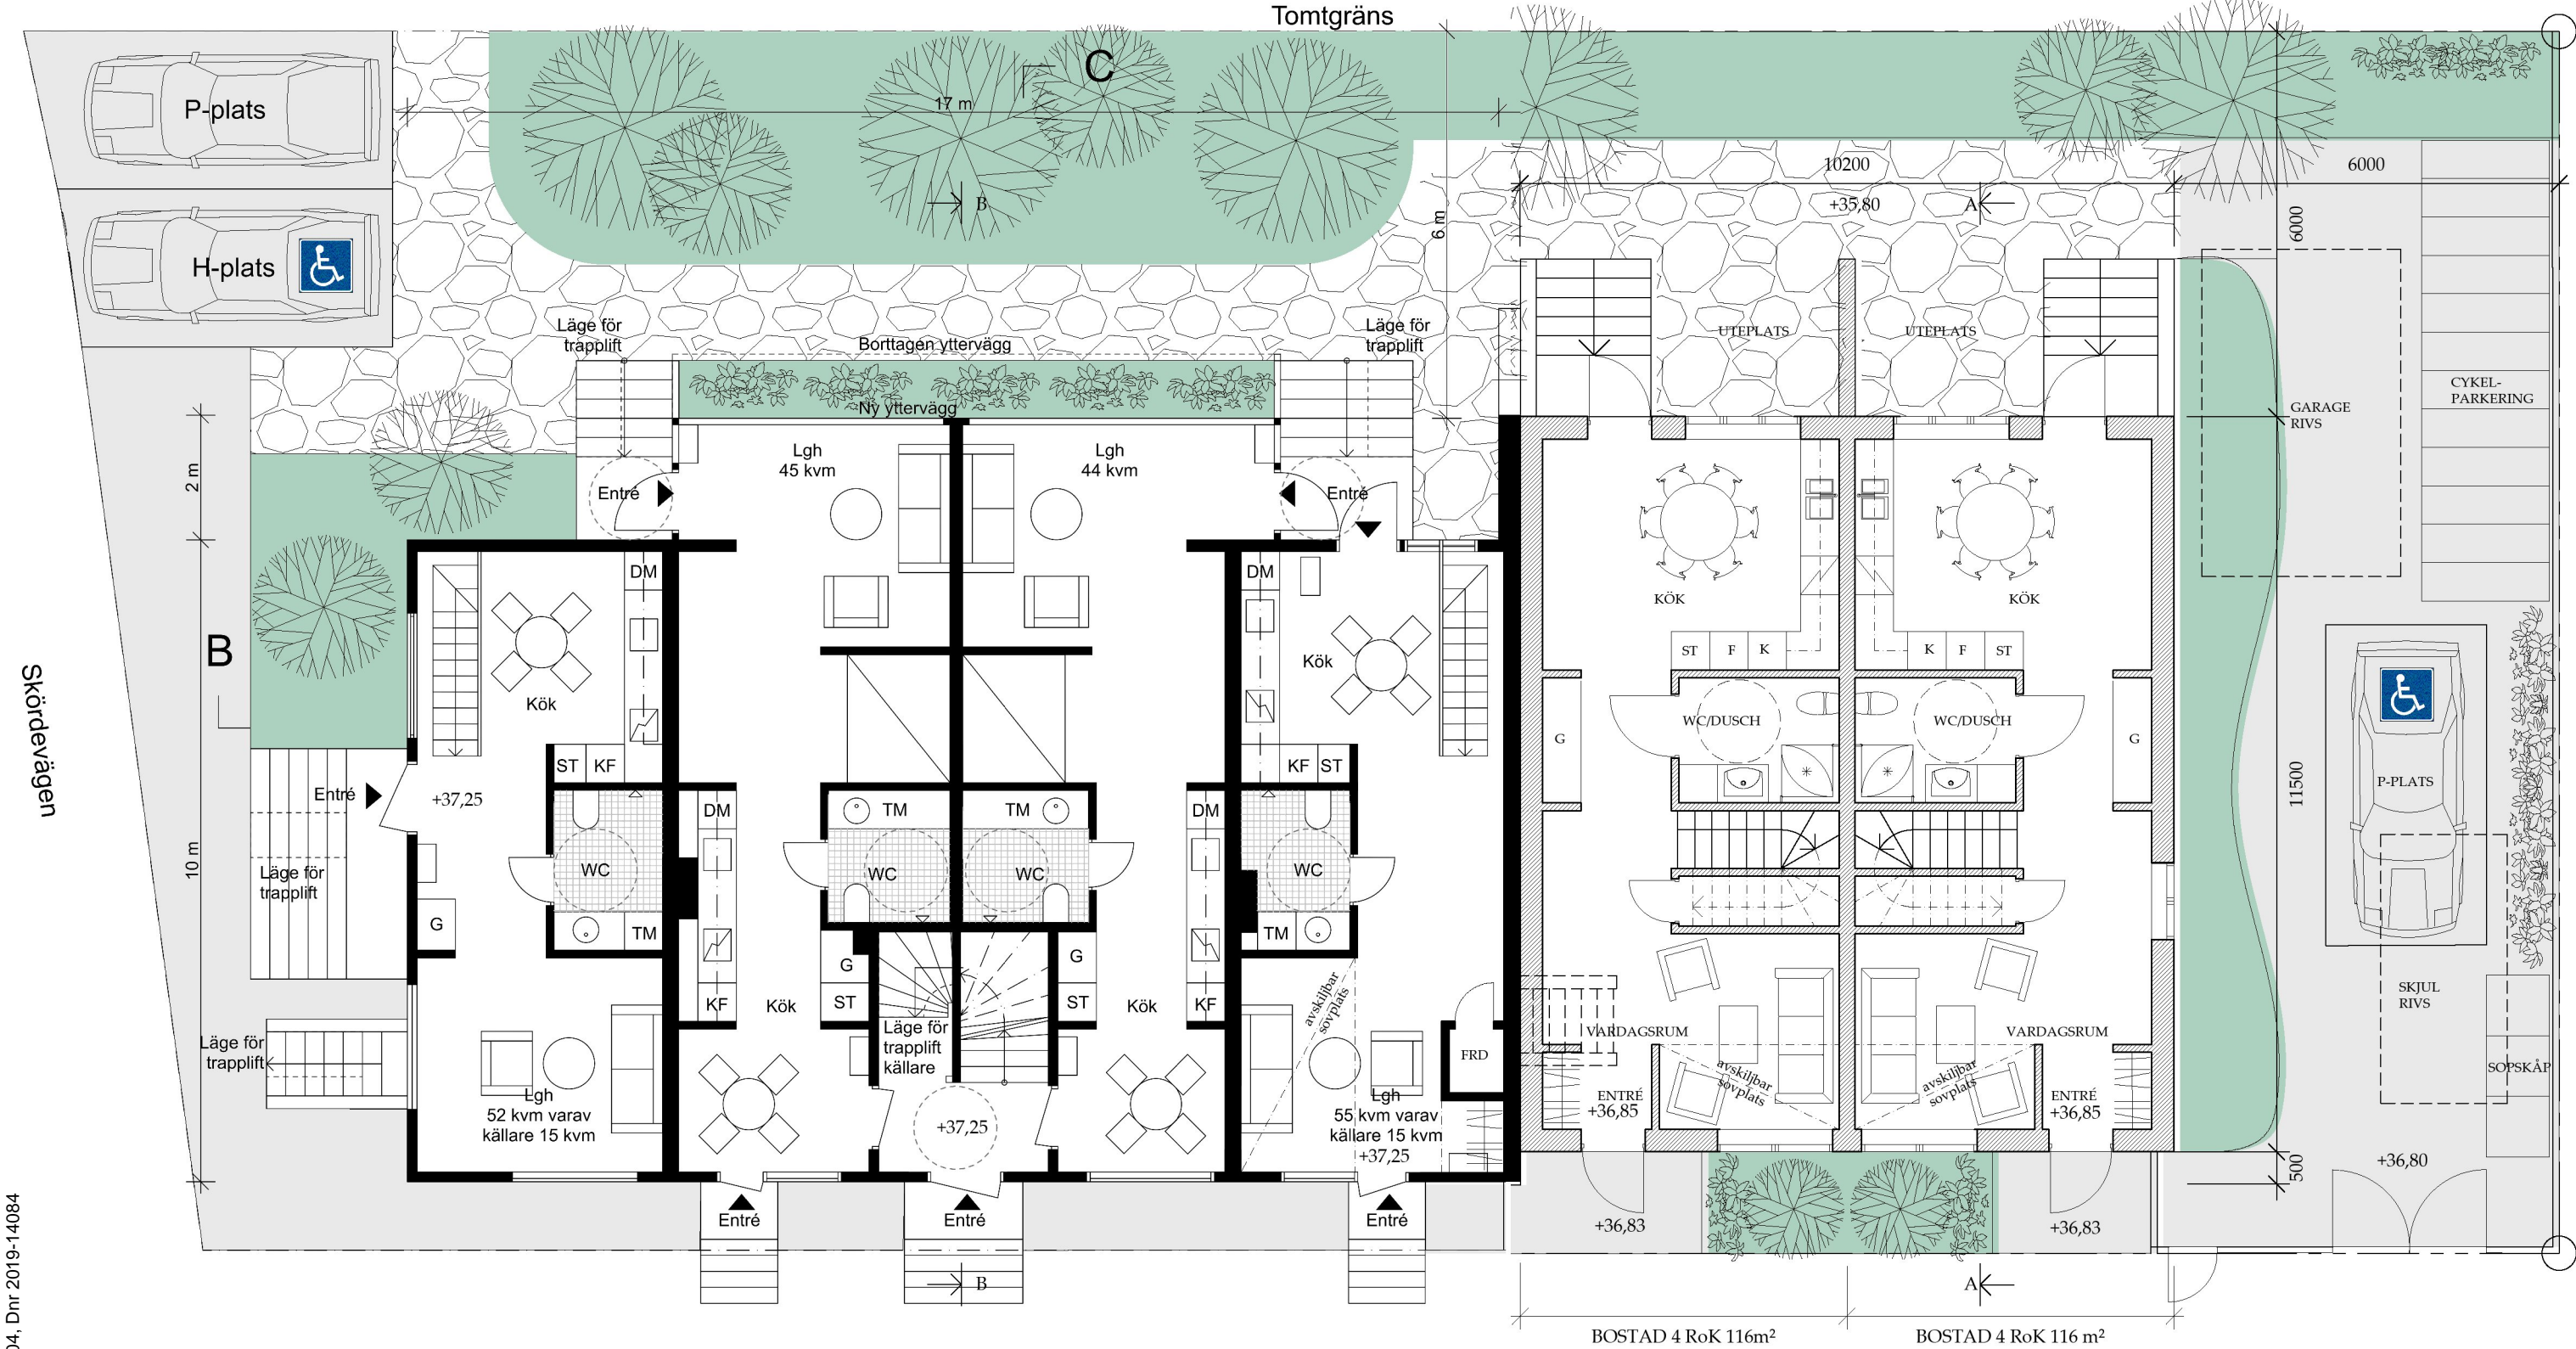 Tomtgräns
P-plats
C
17 m
B
10200
6000
+35,80
A
6000
6 m
H-plats
Läge för
trapplift
Borttagen yttervägg
Läge för
trapplift
UTEPLATS
UTEPLATS
CYKEL-
PARKERING
GARAGE
RIVS
Ny yttervägg
2 m
Lgh
45 kvm
Lgh
44 kvm
Entré
Entré
DM
DM
KÖK
KÖK
B
Skördevägen
Kök
Kök
ST
F
K
K
F
ST
ST
KF
KF
ST
WC/DUSCH
WC/DUSCH
G
G
P-PLATS
11500
Entré
+37,25
DM
TM
TM
DM
10 m
Läge för
trapplift
WC
WC
WC
WC
G
TM
TM
G
G
ST
ST
KF
KF
Kök
Kök
avskiljbar
sovplats
SKJUL
RIVS
Läge för
trapplift
Läge för
trapplift
källare
FRD
VARDAGSRUM
VARDAGSRUM
avskiljbar
sovplats
avskiljbar
sovplats
SOPSKÅP
Lgh
52 kvm varav
källare 15 kvm
+37,25
Lgh
55 kvm varav
källare 15 kvm
+37,25
ENTRÉ
+36,85
ENTRÉ
+36,85
+36,80
500
Entré
Entré
Entré
+36,83
+36,83
B
A
04, Dnr 2019-14084
BOSTAD 4 RoK 116m²
BOSTAD 4 RoK 116 m²